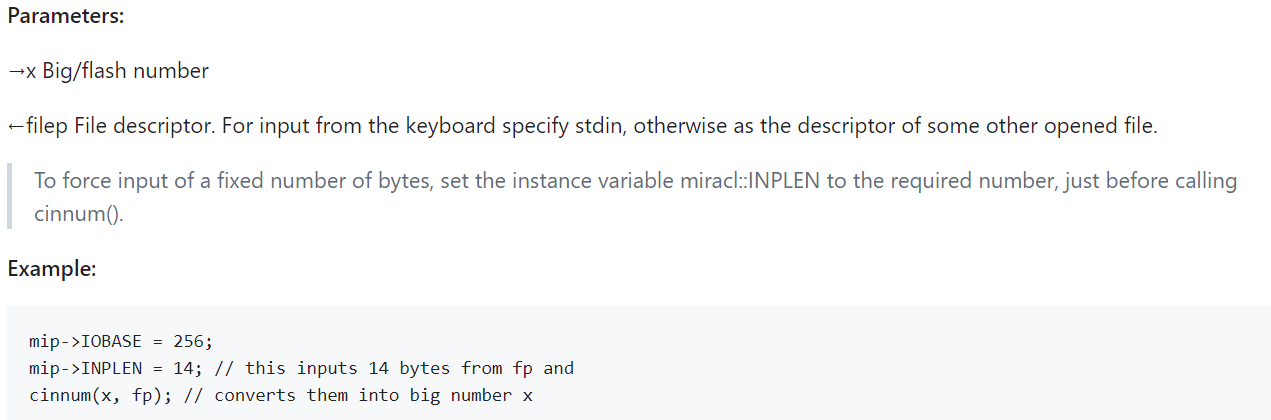 Parameters:
→x Big/flash number
←filep File descriptor. For input from the keyboard specify stdin, otherwise as the descriptor of some other opened file.
To force input of a fixed number of bytes, set the instance variable miracl::INPLEN to the required number, just before calling
cinnum().
Example:
mip->IOBASE = 256;
mip->INPLEN = 14; // this inputs 14 bytes from fp and
cinnum(x, fp); // converts them into big number x